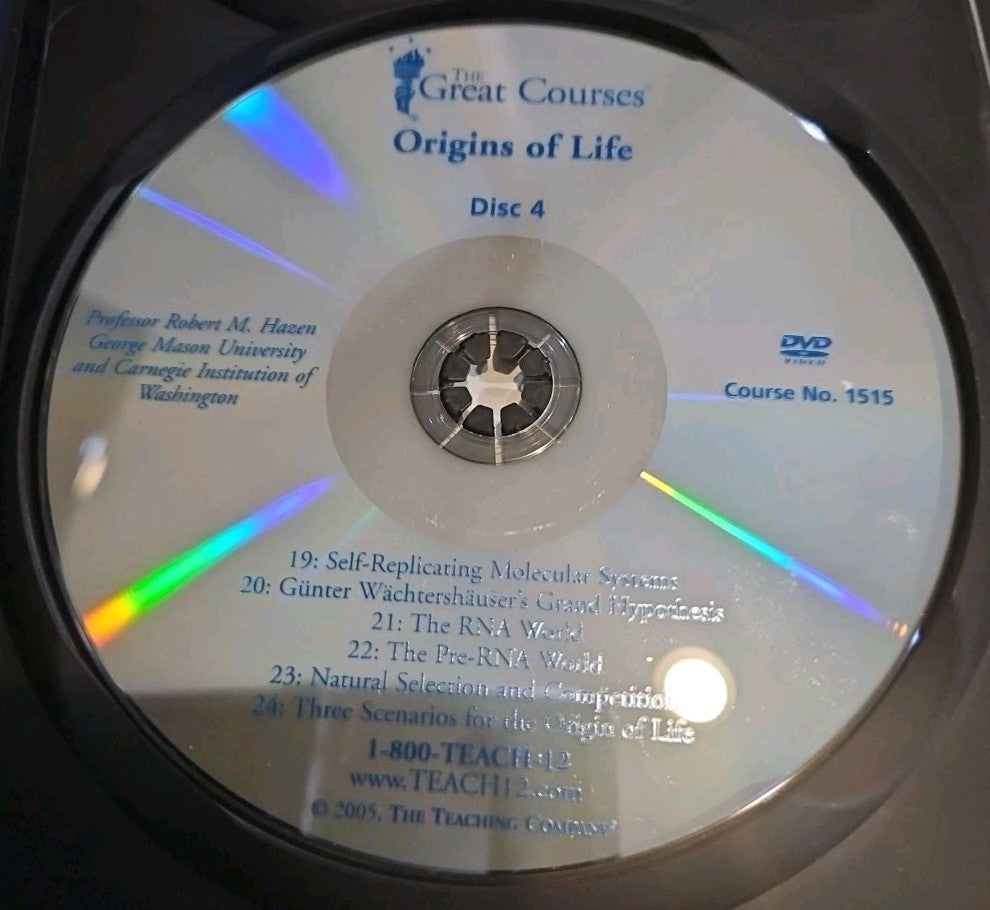 THE
Great Courses®
Origins of Life
Disc 4
Professor Robert M. Hazen
George Mason University
and Carnegie Institution of
Washington
DVD
VIDEO
Course No. 1515
19: Self-Replicating Molecular Systems
20: Günter Wächtershäuser's Grand Hypothesis
21: The RNA World
22: The Pre-RNA World
23: Natural Selection and Competition
24: Three Scenarios for the Origin of Life
1-800-TEACH-12
www.TEACH12.com
© 2005, THE TEACHING COMPANY®